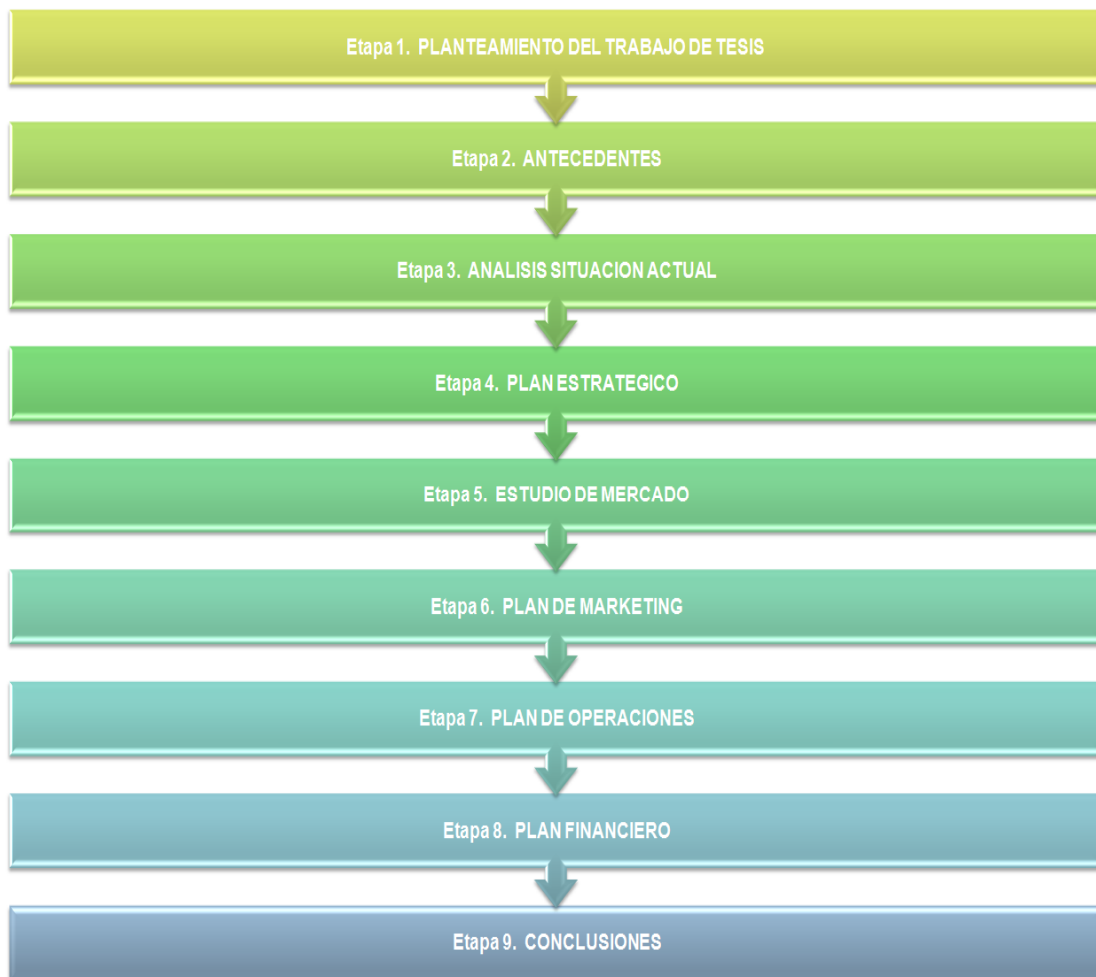 Etapa 1. PLANTEAMIENTO DEL TRABAJO DE TESIS
Etapa 2. ANTECEDENTES
Etapa 3. ANALISIS SITUACION ACTUAL
Etapa 4. PLAN ESTRATEGICO
Etapa 5. ESTUDIO DE MERCADO
Etapa 6. PLAN DE MARKETING
Etapa 7. PLAN DE OPERACIONES
Etapa 8. PLAN FINANCIERO
Etapa 9. CONCLUSIONES